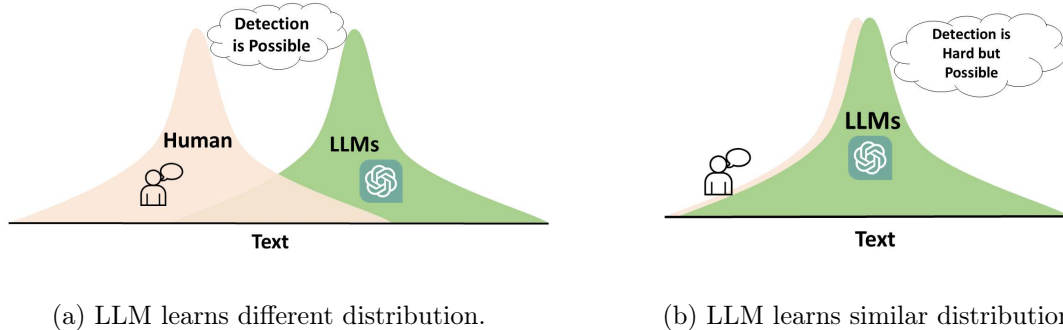 Detection
is Possible
Human
LLMs
Text
(a) LLM learns different distribution.
Detection is
Hard but
Possible
LLMs
Text
(b) LLM learns similar distribution